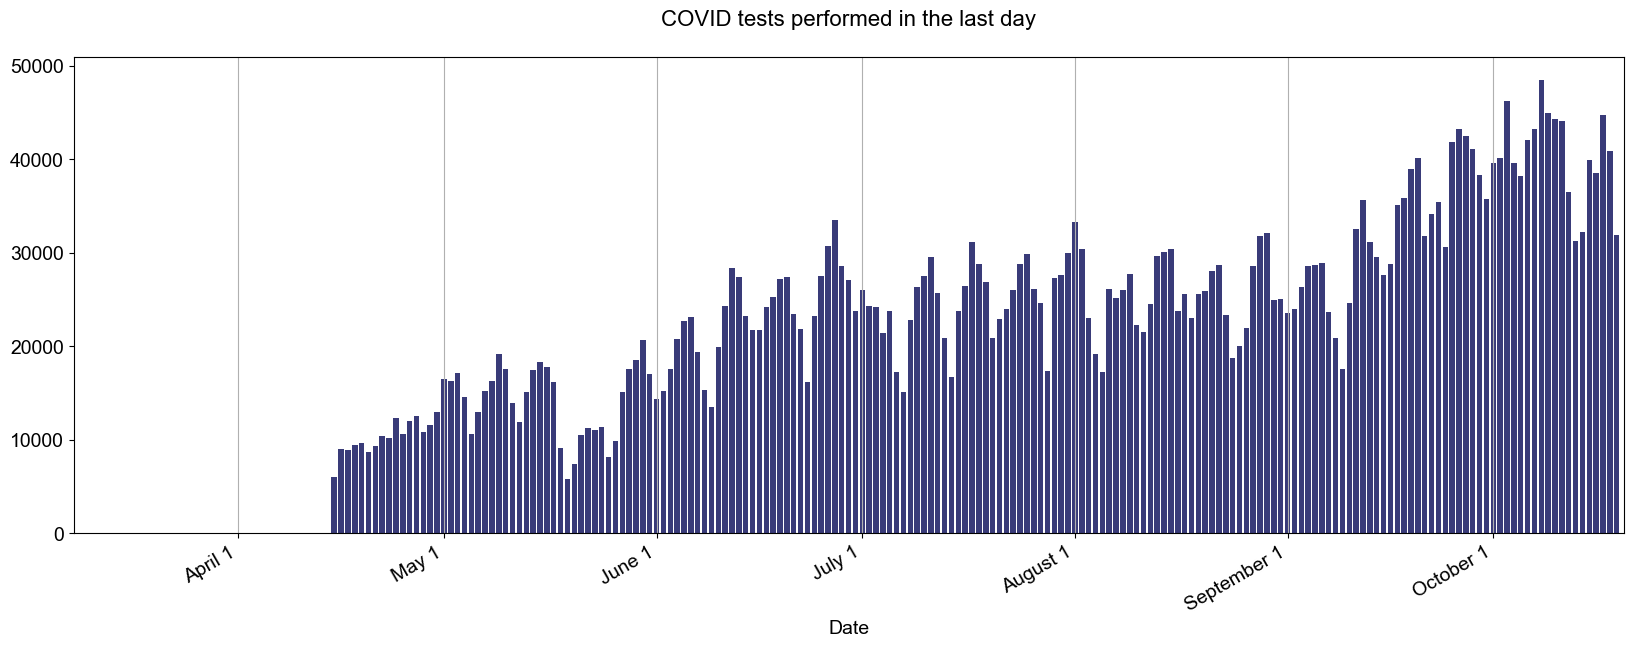 COVID tests performed in the last day
50000
40000
30000
20000
10000
0
April 1
May 1
June 1
July 1
August 1
September 1
October 1
Date